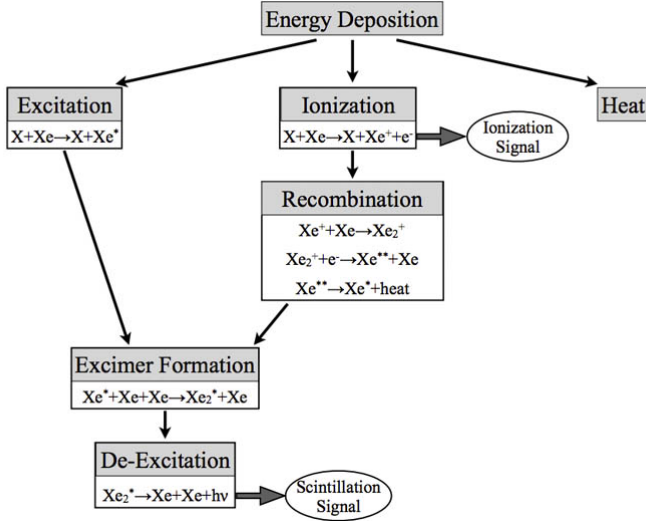 Energy Deposition
Excitation
X+Xe→X+Xe*
Ionization
X+Xe→X+Xe⁺+e⁻
Ionization
Signal
Heat
Recombination
Xe⁺+Xe→Xe₂⁺
Xe₂⁺+e⁻→Xe**+Xe
Xe**→Xe*+heat
Excimer Formation
Xe*+Xe+Xe→Xe₂*+Xe
De-Excitation
Xe₂*→Xe+Xe+hν
Scintillation
Signal